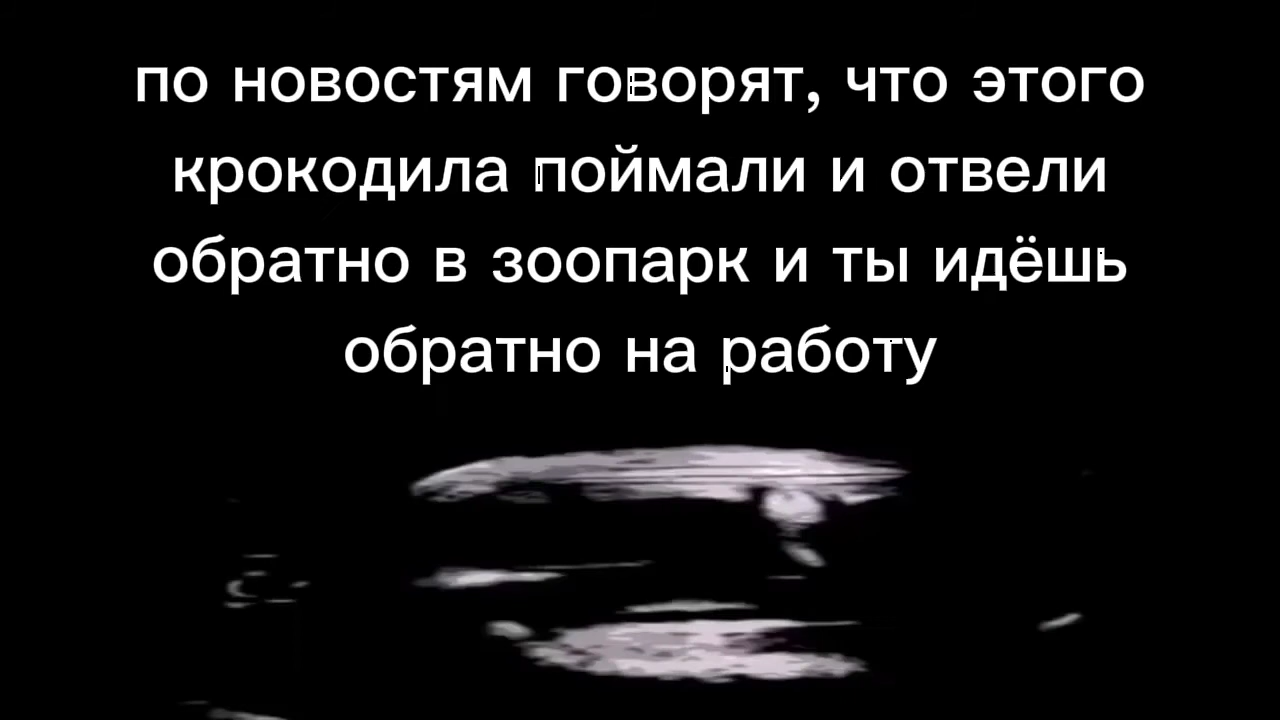 по новостям говорят, что этого
крокодила поймали и отвели
обратно в зоопарк и ты идёшь
обратно на работу